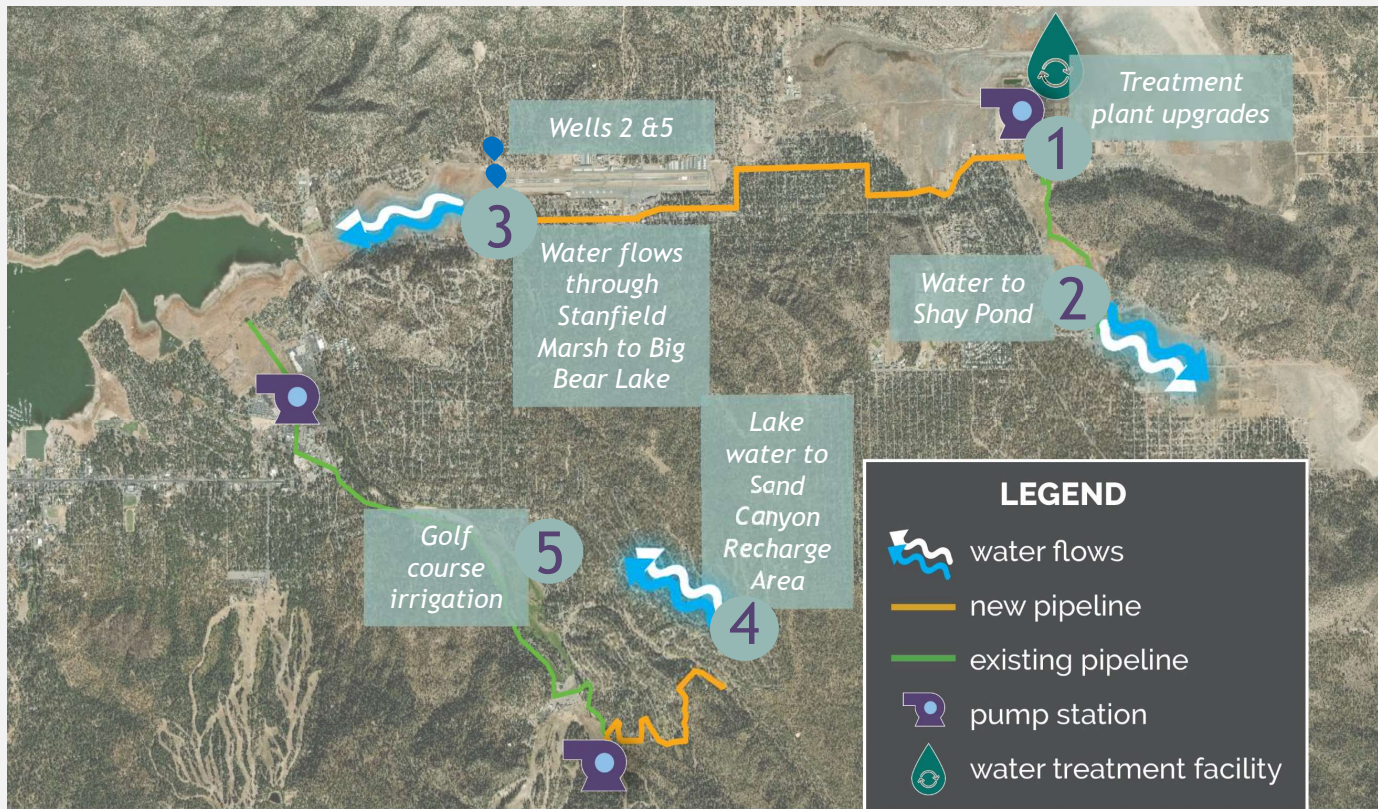 Treatment
plant upgrades
1
Wells 2 &5
3
Water flows
through
Stanfield
Marsh to Big
Bear Lake
Water to
Shay Pond
2
Lake
water to
Sand
Canyon
Recharge
Area
4
Golf
course
irrigation
5
LEGEND
water flows
new pipeline
existing pipeline
pump station
water treatment facility